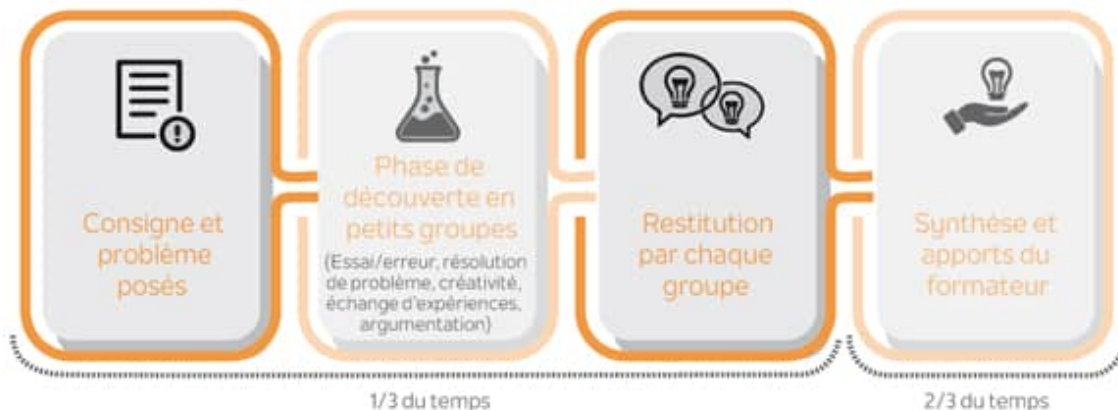 Consigne et
problème
posés
Phase de
découverte en
petits groupes
(Essai/erreur, résolution
de problème, créativité,
échange d'expériences,
argumentation)
Restitution
par chaque
groupe
Synthèse et
apports du
formateur
1/3 du temps
2/3 du temps